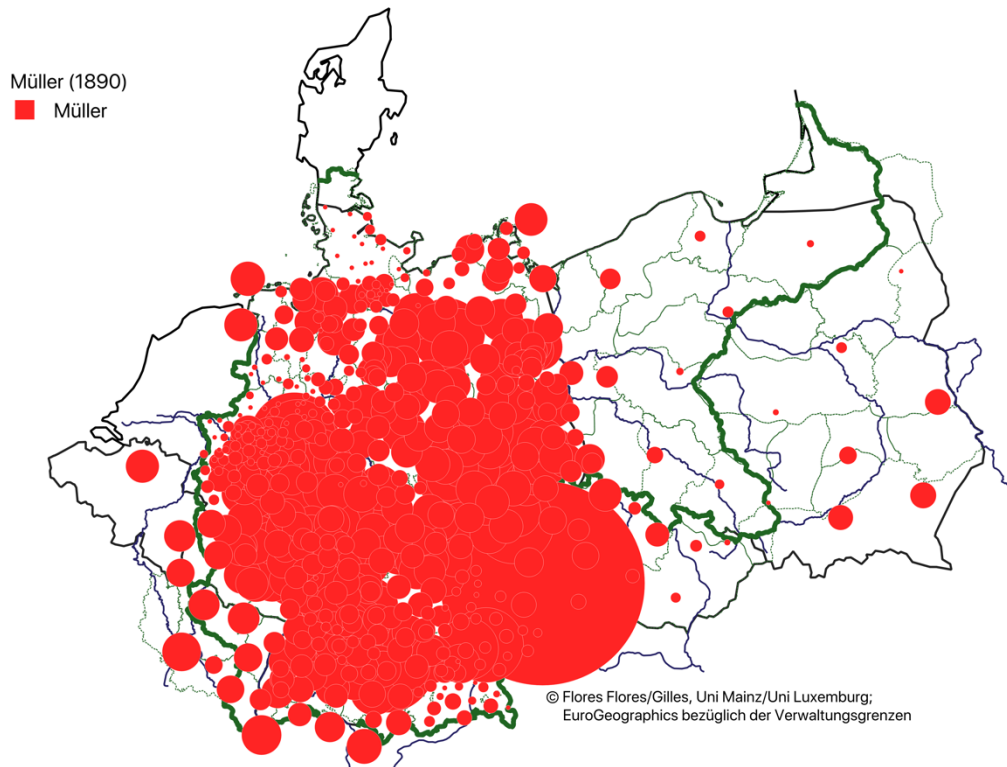 Müller (1890)
Müller
© Flores Flores/Gilles, Uni Mainz/Uni Luxemburg;
EuroGeographics bezüglich der Verwaltungsgrenzen